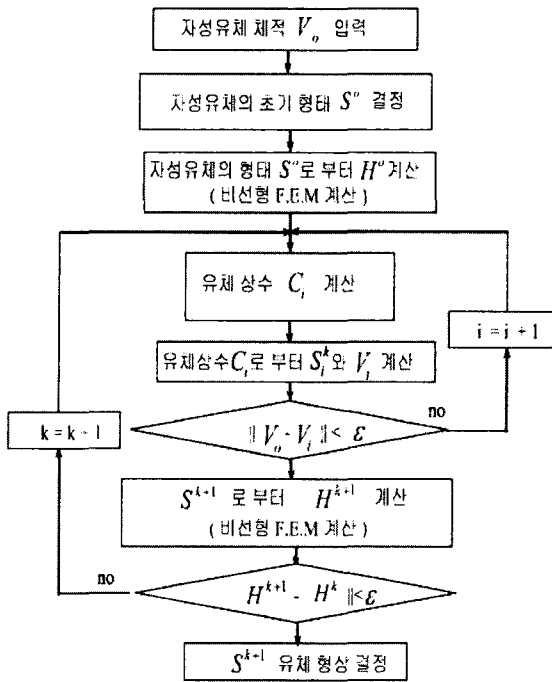 자성유체 체적 V_o 입력
자성유체의 초기 형태 S^o 결정
자성유체의 형태 S^o로 부터 H^o 계산
( 비선형 F.E.M 계산 )
유체 상수 C_i 계산
i = i + 1
유체상수 C_i로 부터 S_i^k와 V_i 계산
no
|| V_o - V_i || < ε
k = k + 1
S^{k+1} 로 부터 H^{k+1} 계산
( 비선형 F.E.M 계산 )
no
H^{k+1} - H^k ||<ε
S^{k+1} 유체 형상 결정